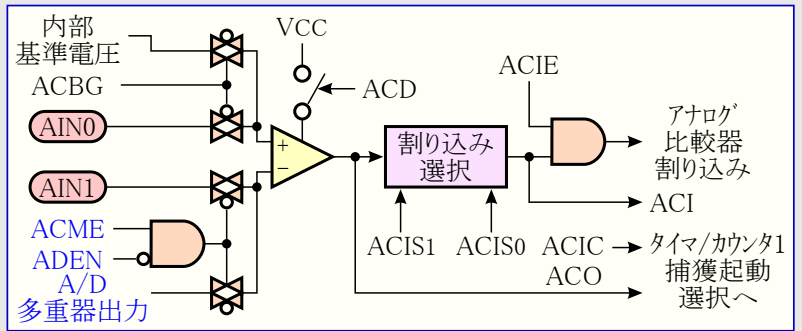 内部
基準電圧
ACBG
AIN0
AIN1
ACME
ADEN
A/D
多重器出力
VCC
ACD
+
−
割り込み
選択
ACIS1
ACIS0
ACIE
アナログ
比較器
割り込み
ACI
ACIC
タイマ/カウンタ1
ACO
捕獲起動
選択へ